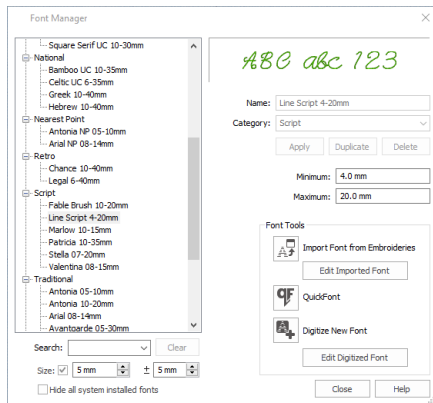 Font Manager
Square Serif UC 10-30mm
National
Bamboo UC 10-35mm
Celtic UC 6-35mm
Greek 10-40mm
Hebrew 10-40mm
Nearest Point
Antonia NP 05-10mm
Arial NP 08-14mm
Retro
Chance 10-40mm
Legal 6-40mm
Script
Fable Brush 10-20mm
Line Script 4-20mm
Marlow 10-15mm
Patricia 10-35mm
Stella 07-20mm
Valentina 08-15mm
Traditional
Antonia 05-10mm
Antonia 10-20mm
Arial 08-14mm
Avantgarde 05-30mm
Search:
Clear
Size: 5 mm ± 5 mm
Hide all system installed fonts
ABC abc 123
Name: Line Script 4-20mm
Category: Script
Apply Duplicate Delete
Minimum: 4.0 mm
Maximum: 20.0 mm
Font Tools
Import Font from Embroideries
Edit Imported Font
QuickFont
Digitize New Font
Edit Digitized Font
Close Help